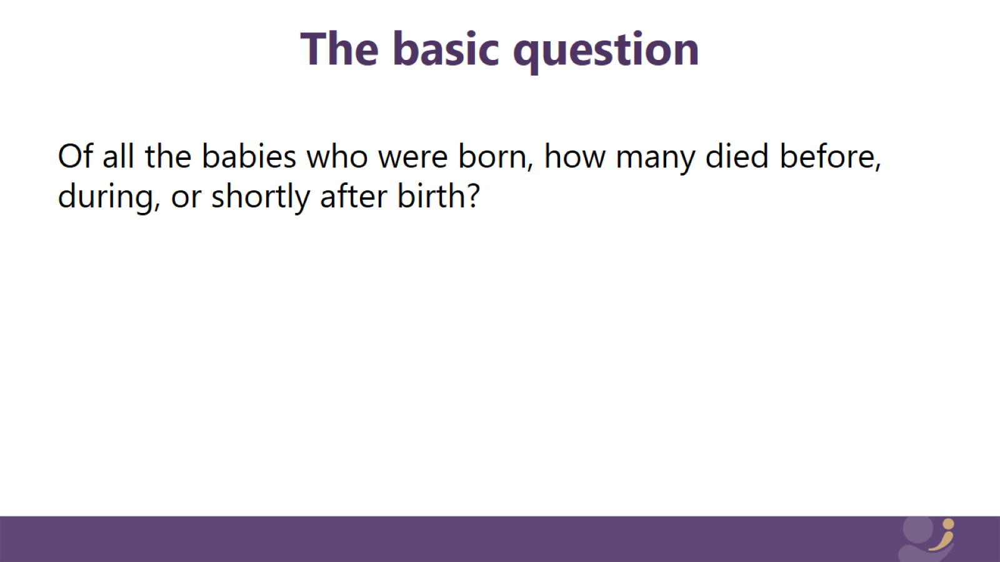 The basic question
Of all the babies who were born, how many died before,
during, or shortly after birth?